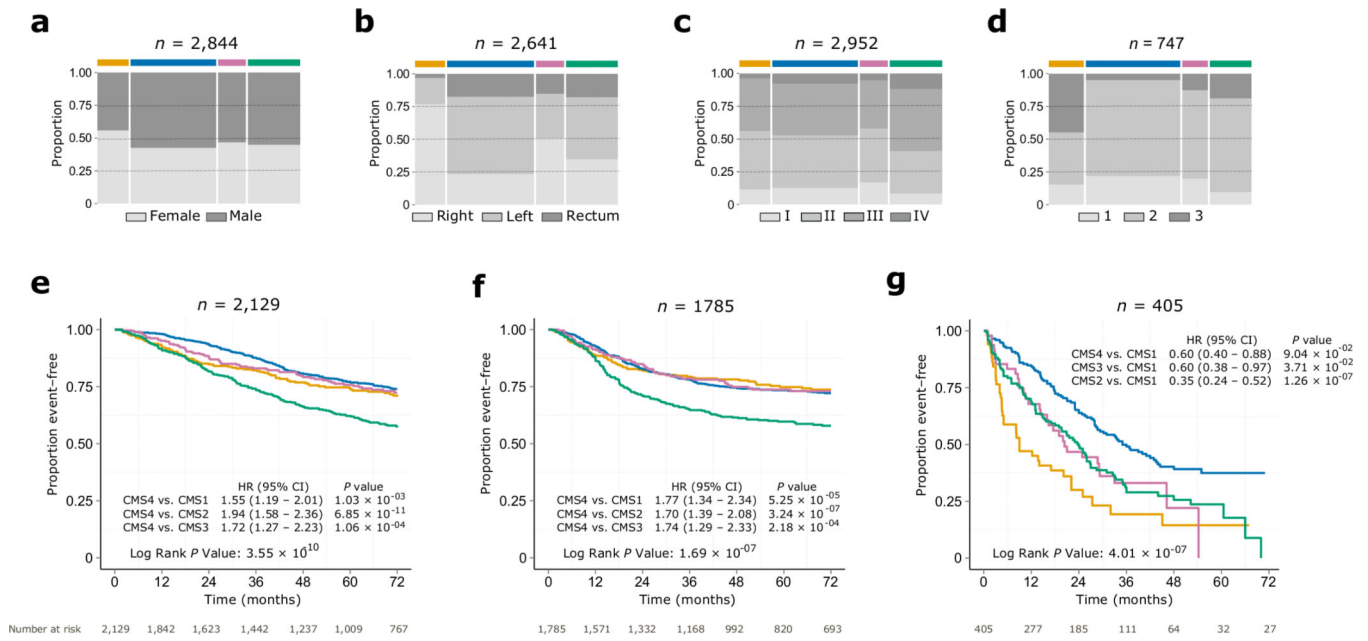 a
n = 2,844
Proportion
1.00
0.75
0.50
0.25
0
Female Male
b
n = 2,641
Proportion
1.00
0.75
0.50
0.25
0
Right Left Rectum
c
n = 2,952
Proportion
1.00
0.75
0.50
0.25
0
I II III IV
d
n = 747
Proportion
1.00
0.75
0.50
0.25
0
1 2 3
e
n = 2,129
Proportion event-free
1.00
0.75
0.50
0.25
0
HR (95% CI) P value
CMS4 vs. CMS1 1.55 (1.19 – 2.01) 1.03 × 10-03
CMS4 vs. CMS2 1.94 (1.58 – 2.36) 6.85 × 10-11
CMS4 vs. CMS3 1.72 (1.27 – 2.23) 1.06 × 10-04
Log Rank P Value: 3.55 × 10 10
0 12 24 36 48 60 72
Time (months)
Number at risk 2,129 1,842 1,623 1,442 1,237 1,009 767
f
n = 1785
Proportion event-free
1.00
0.75
0.50
0.25
0
HR (95% CI) P value
CMS4 vs. CMS1 1.77 (1.34 – 2.34) 5.25 × 10-05
CMS4 vs. CMS2 1.70 (1.39 – 2.08) 3.24 × 10-07
CMS4 vs. CMS3 1.74 (1.29 – 2.33) 2.18 × 10-04
Log Rank P Value: 1.69 × 10-07
0 12 24 36 48 60 72
Time (months)
1,785 1,571 1,332 1,168 992 820 693
g
n = 405
Proportion event-free
1.00
0.75
0.50
0.25
0
HR (95% CI) P value
CMS4 vs. CMS1 0.60 (0.40 – 0.88) 9.04 × 10-02
CMS3 vs. CMS1 0.60 (0.38 – 0.97) 3.71 × 10-02
CMS2 vs. CMS1 0.35 (0.24 – 0.52) 1.26 × 10-07
Log Rank P Value: 4.01 × 10-07
0 12 24 36 48 60 72
Time (months)
405 277 185 111 64 32 27